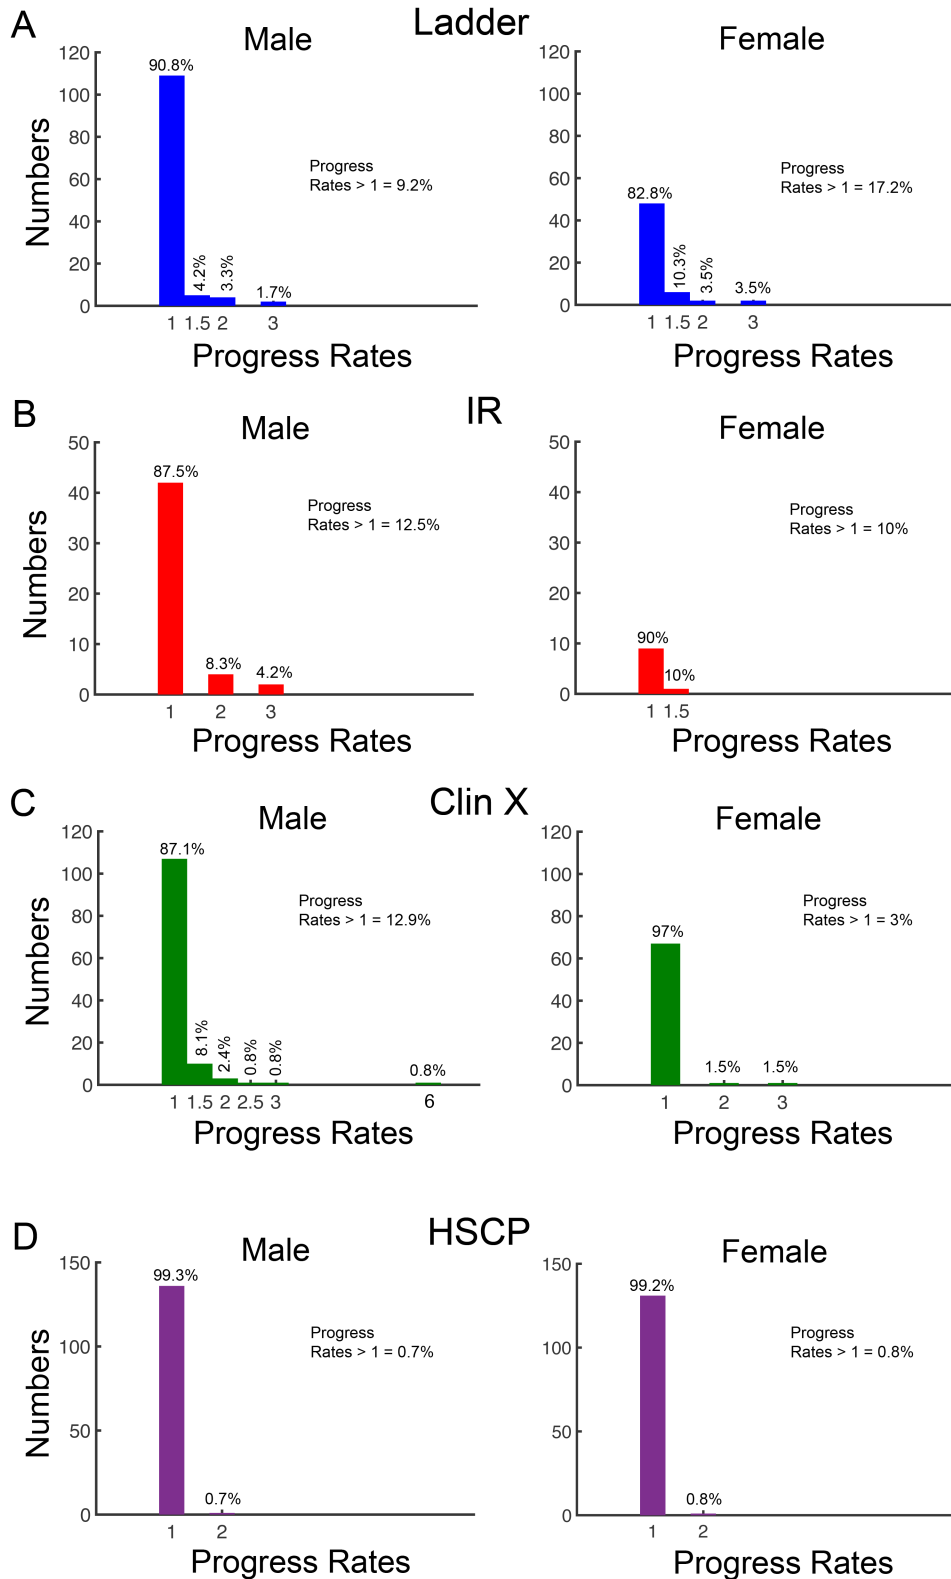 A
Ladder
Male
Female
120
100
80
60
40
20
0
Numbers
90.8%
4.2%
3.3%
1.7%
Progress
Rates > 1 = 9.2%
1 1.5 2 3
Progress Rates
120
100
80
60
40
20
0
82.8%
10.3%
3.5%
3.5%
Progress
Rates > 1 = 17.2%
1 1.5 2 3
Progress Rates
B
IR
Male
Female
50
40
30
20
10
0
Numbers
87.5%
8.3%
4.2%
Progress
Rates > 1 = 12.5%
1 2 3
Progress Rates
50
40
30
20
10
0
90%
10%
Progress
Rates > 1 = 10%
1 1.5
Progress Rates
C
Clin X
Male
Female
120
100
80
60
40
20
0
Numbers
87.1%
8.1%
2.4%
0.8%
0.8%
0.8%
Progress
Rates > 1 = 12.9%
1 1.5 2 2.5 3 6
Progress Rates
120
100
80
60
40
20
0
97%
1.5%
1.5%
Progress
Rates > 1 = 3%
1 2 3
Progress Rates
D
HSCP
Male
Female
150
100
50
0
Numbers
99.3%
0.7%
Progress
Rates > 1 = 0.7%
1 2
Progress Rates
150
100
50
0
99.2%
0.8%
Progress
Rates > 1 = 0.8%
1 2
Progress Rates